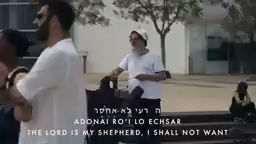 ה׳ רעי לא אחסר
ADONAI RO'I LO ECHSAR
THE LORD IS MY SHEPHERD, I SHALL NOT WANT